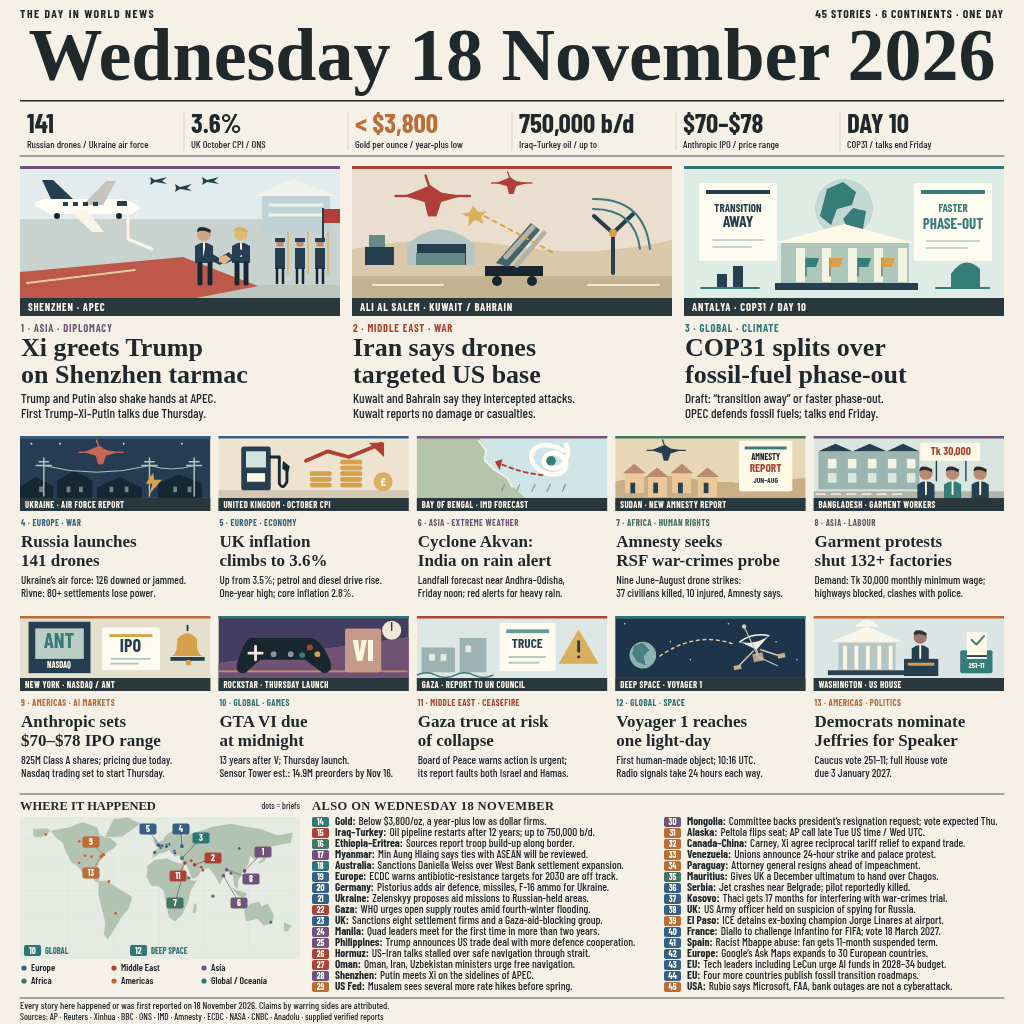 THE DAY IN WORLD NEWS
45 STORIES · 6 CONTINENTS · ONE DAY
Wednesday 18 November 2026
141
Russian drones / Ukraine air force
3.6%
UK October CPI / ONS
< $3,800
Gold per ounce / year-plus low
750,000 b/d
Iraq–Turkey oil / up to
$70–$78
Anthropic IPO / price range
DAY 10
COP31 / talks end Friday
SHENZHEN · APEC
1 · ASIA · DIPLOMACY
Xi greets Trump
on Shenzhen tarmac
Trump and Putin also shake hands at APEC.
First Trump–Xi–Putin talks due Thursday.
ALI AL SALEM · KUWAIT / BAHRAIN
2 · MIDDLE EAST · WAR
Iran says drones
targeted US base
Kuwait and Bahrain say they intercepted attacks.
Kuwait reports no damage or casualties.
TRANSITION
AWAY
FASTER
PHASE-OUT
ANTALYA · COP31 / DAY 10
3 · GLOBAL · CLIMATE
COP31 splits over
fossil-fuel phase-out
Draft: “transition away” or faster phase-out.
OPEC defends fossil fuels; talks end Friday.
UKRAINE · AIR FORCE REPORT
4 · EUROPE · WAR
Russia launches
141 drones
Ukraine’s air force: 126 downed or jammed.
Rivne: 80+ settlements lose power.
£
UNITED KINGDOM · OCTOBER CPI
5 · EUROPE · ECONOMY
UK inflation
climbs to 3.6%
Up from 3.5%; petrol and diesel drive rise.
One-year high; core inflation 2.8%.
BAY OF BENGAL · IMD FORECAST
6 · ASIA · EXTREME WEATHER
Cyclone Akvan:
India on rain alert
Landfall forecast near Andhra–Odisha,
Friday noon; red alerts for heavy rain.
AMNESTY
REPORT
JUN–AUG
SUDAN · NEW AMNESTY REPORT
7 · AFRICA · HUMAN RIGHTS
Amnesty seeks
RSF war-crimes probe
Nine June–August drone strikes:
37 civilians killed, 10 injured, Amnesty says.
Tk 30,000
BANGLADESH · GARMENT WORKERS
8 · ASIA · LABOUR
Garment protests
shut 132+ factories
Demand: Tk 30,000 monthly minimum wage;
highways blocked, clashes with police.
ANT
NASDAQ
IPO
NEW YORK · NASDAQ / ANT
9 · AMERICAS · AI MARKETS
Anthropic sets
$70–$78 IPO range
825M Class A shares; pricing due today.
Nasdaq trading set to start Thursday.
VI
ROCKSTAR · THURSDAY LAUNCH
10 · GLOBAL · GAMES
GTA VI due
at midnight
13 years after V; Thursday launch.
Sensor Tower est.: 14.9M preorders by Nov 16.
TRUCE
GAZA · REPORT TO UN COUNCIL
11 · MIDDLE EAST · CEASEFIRE
Gaza truce at risk
of collapse
Board of Peace warns action is urgent;
its report faults both Israel and Hamas.
DEEP SPACE · VOYAGER 1
12 · GLOBAL · SPACE
Voyager 1 reaches
one light-day
First human-made object; 10:16 UTC.
Radio signals take 24 hours each way.
251–11
WASHINGTON · US HOUSE
13 · AMERICAS · POLITICS
Democrats nominate
Jeffries for Speaker
Caucus vote 251–11; full House vote
due 3 January 2027.
WHERE IT HAPPENED
dots = briefs
5
4
3
9
1
2
13
11
8
7
6
10 GLOBAL
12 DEEP SPACE
Europe
Middle East
Asia
Africa
Americas
Global / Oceania
ALSO ON WEDNESDAY 18 NOVEMBER
14 Gold: Below $3,800/oz, a year-plus low as dollar firms.
15 Iraq–Turkey: Oil pipeline restarts after 12 years; up to 750,000 b/d.
16 Ethiopia–Eritrea: Sources report troop build-up along border.
17 Myanmar: Min Aung Hlaing says ties with ASEAN will be reviewed.
18 Australia: Sanctions Daniella Weiss over West Bank settlement expansion.
19 Europe: ECDC warns antibiotic-resistance targets for 2030 are off track.
20 Germany: Pistorius adds air defence, missiles, F-16 ammo for Ukraine.
21 Ukraine: Zelenskyy proposes aid missions to Russian-held areas.
22 Gaza: WHO urges open supply routes amid fourth-winter flooding.
23 UK: Sanctions eight settlement firms and a Gaza-aid-blocking group.
24 Manila: Quad leaders meet for the first time in more than two years.
25 Philippines: Trump announces US trade deal with more defence cooperation.
26 Hormuz: US–Iran talks stalled over safe navigation through strait.
27 Oman: Oman, Iran, Uzbekistan ministers urge free navigation.
28 Shenzhen: Putin meets Xi on the sidelines of APEC.
29 US Fed: Musalem sees several more rate hikes before spring.
30 Mongolia: Committee backs president’s resignation request; vote expected Thu.
31 Alaska: Peltola flips seat; AP call late Tue US time / Wed UTC.
32 Canada–China: Carney, Xi agree reciprocal tariff relief to expand trade.
33 Venezuela: Unions announce 24-hour strike and palace protest.
34 Paraguay: Attorney general resigns ahead of impeachment.
35 Mauritius: Gives UK a December ultimatum to hand over Chagos.
36 Serbia: Jet crashes near Belgrade; pilot reportedly killed.
37 Kosovo: Thaci gets 17 months for interfering with war-crimes trial.
38 UK: US Army officer held on suspicion of spying for Russia.
39 El Paso: ICE detains ex-boxing champion Jorge Linares at airport.
40 France: Diallo to challenge Infantino for FIFA; vote 18 March 2027.
41 Spain: Racist Mbappe abuse: fan gets 11-month suspended term.
42 Europe: Google’s Ask Maps expands to 30 European countries.
43 EU: Tech leaders including LeCun urge AI funds in 2028–34 budget.
44 EU: Four more countries publish fossil transition roadmaps.
45 USA: Rubio says Microsoft, FAA, bank outages are not a cyberattack.
Every story here happened or was first reported on 18 November 2026. Claims by warring sides are attributed.
Sources: AP · Reuters · Xinhua · BBC · ONS · IMD · Amnesty · ECDC · NASA · CNBC · Anadolu · supplied verified reports